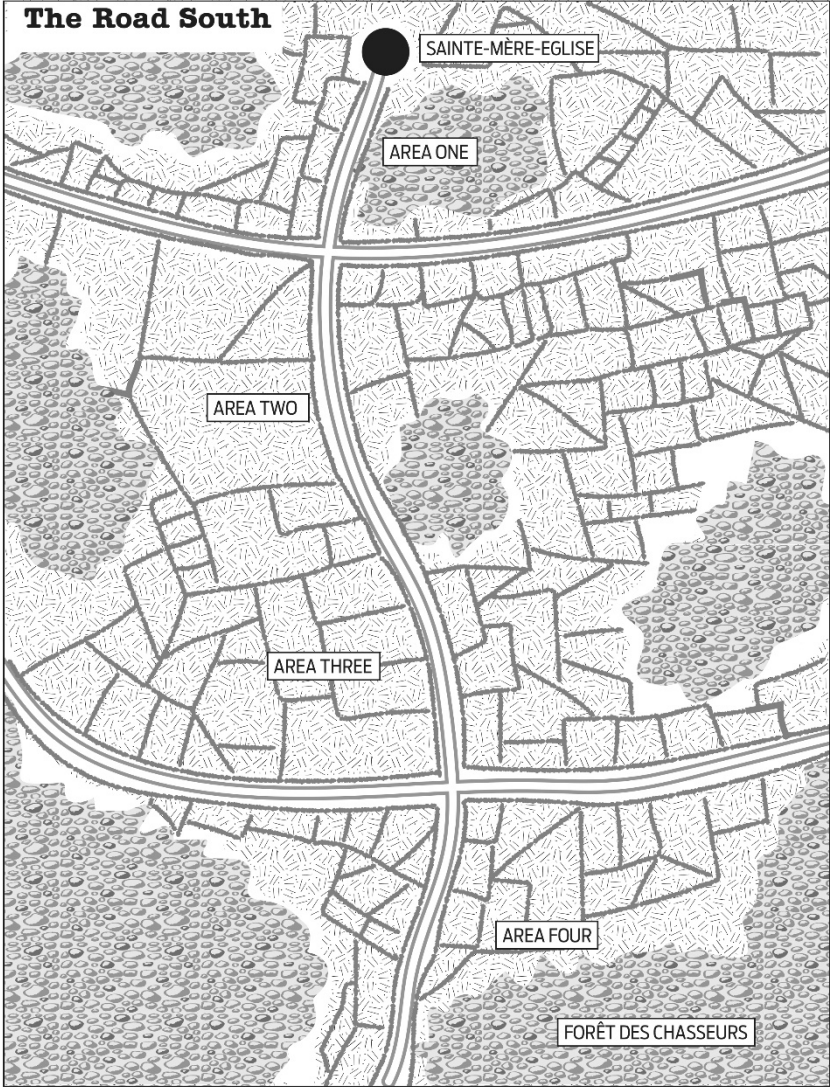 The Road South
SAINTE-MÈRE-EGLISE
AREA ONE
AREA TWO
AREA THREE
AREA FOUR
FORÊT DES CHASSEURS